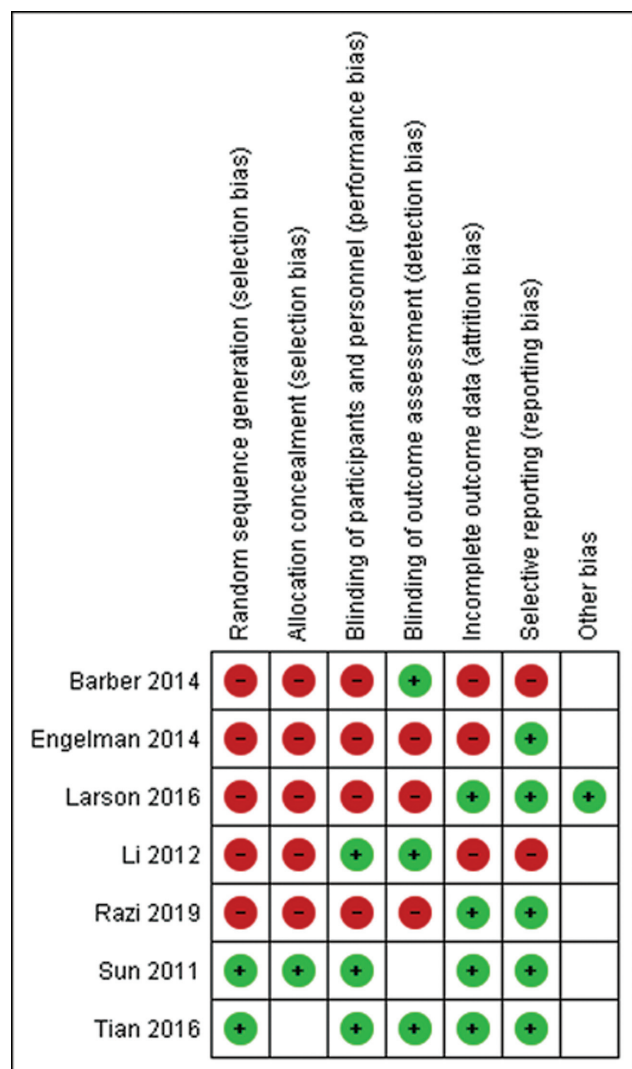 Random sequence generation (selection bias)
Allocation concealment (selection bias)
Blinding of participants and personnel (performance bias)
Blinding of outcome assessment (detection bias)
Incomplete outcome data (attrition bias)
Selective reporting (reporting bias)
Other bias
Barber 2014 - - - + - -
Engelman 2014 - - - - - +
Larson 2016 - - - - + + +
Li 2012 - - + + - -
Razi 2019 - - - - + +
Sun 2011 + + + + +
Tian 2016 + + + + +